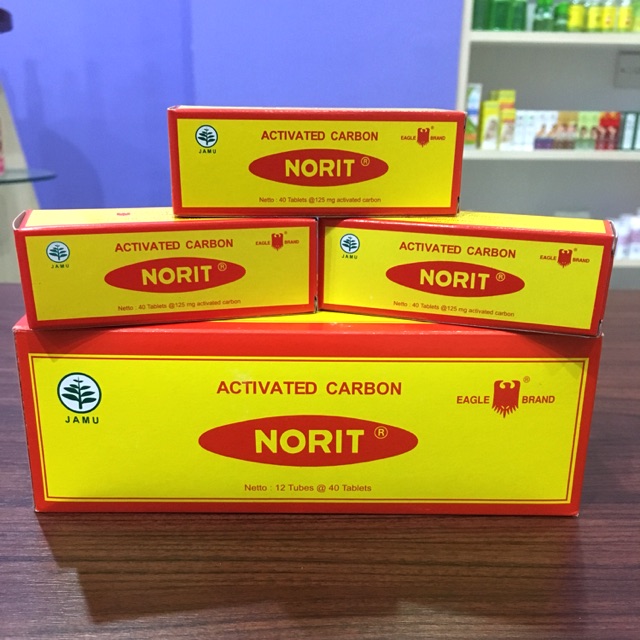 JAMU
ACTIVATED CARBON
EAGLE BRAND
NORIT ®
Netto : 40 Tablets @125 mg activated carbon
JAMU
ACTIVATED CARBON
EAGLE BRAND
NORIT ®
Netto : 40 Tablets @125 mg activated carbon
JAMU
ACTIVATED CARBON
EAGLE BRAND
NORIT ®
Netto : 40 Tablets @125 mg activated carbon
JAMU
ACTIVATED CARBON
EAGLE BRAND ®
NORIT ®
Netto : 12 Tubes @ 40 Tablets